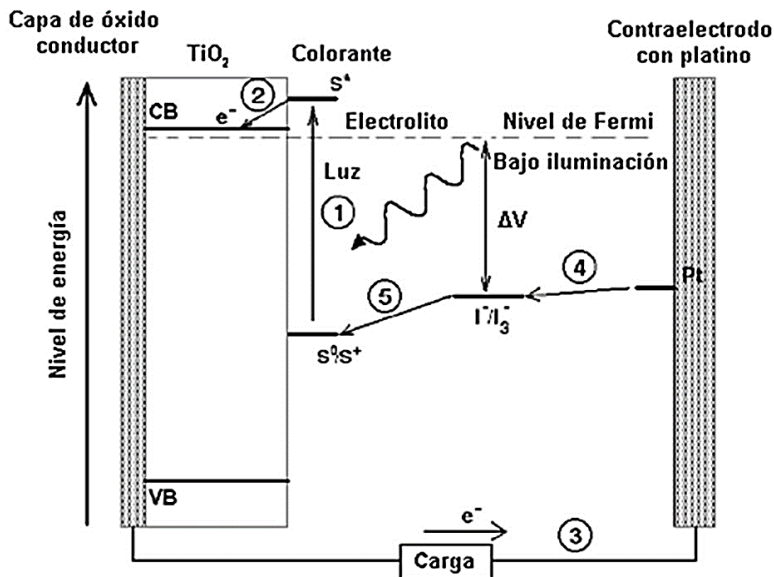 Capa de óxido
conductor
TiO₂
Colorante
Contraelectrodo
con platino
S*
②
CB
e⁻
Electrolito
Nivel de Fermi
Bajo iluminación
Luz
①
ΔV
④
Pt
⑤
I⁻/I₃⁻
S⁰/S⁺
Nivel de energía
VB
e⁻
③
Carga